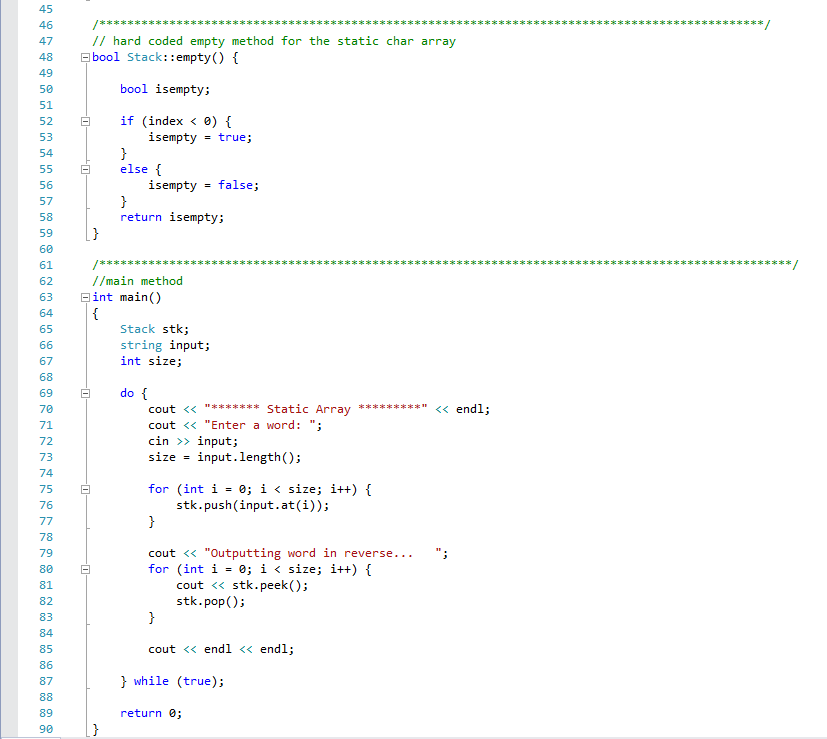 45
46 /***********************************************************************************************/
47 // hard coded empty method for the static char array
48 bool Stack::empty() {
49
50 bool isempty;
51
52 if (index < 0) {
53 isempty = true;
54 }
55 else {
56 isempty = false;
57 }
58 return isempty;
59 }
60
61 /***************************************************************************************************/
62 //main method
63 int main()
64 {
65 Stack stk;
66 string input;
67 int size;
68
69 do {
70 cout << "******* Static Array *********" << endl;
71 cout << "Enter a word: ";
72 cin >> input;
73 size = input.length();
74
75 for (int i = 0; i < size; i++) {
76 stk.push(input.at(i));
77 }
78
79 cout << "Outputting word in reverse...   ";
80 for (int i = 0; i < size; i++) {
81 cout << stk.peek();
82 stk.pop();
83 }
84
85 cout << endl << endl;
86
87 } while (true);
88
89 return 0;
90 }